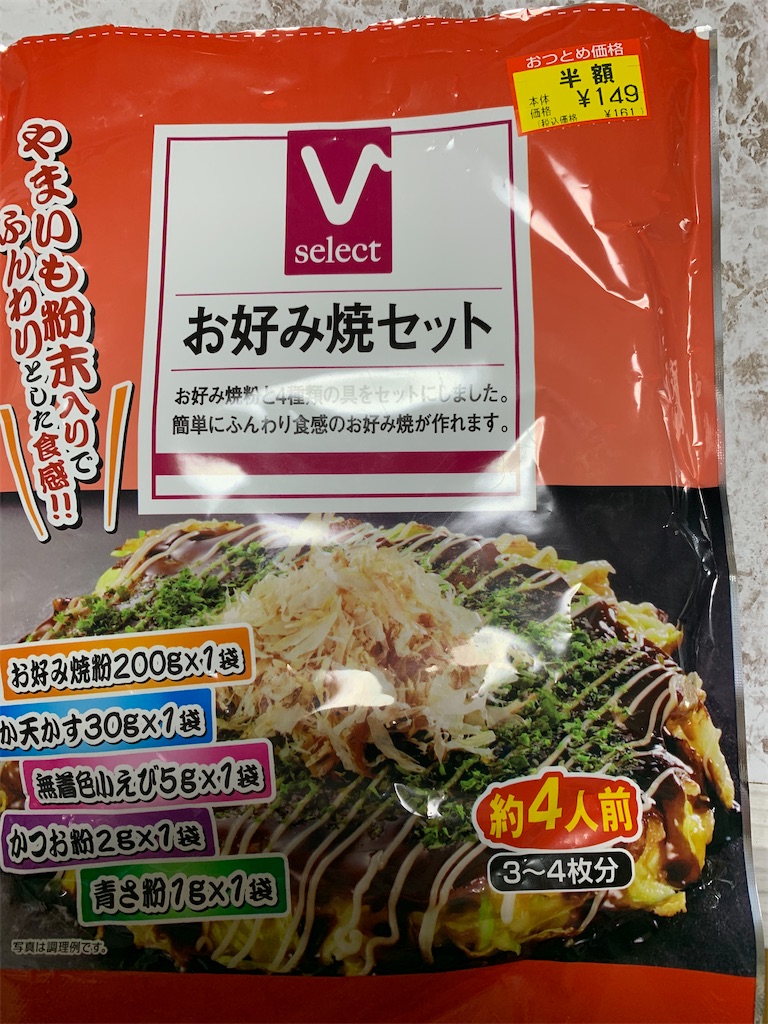 おつとめ価格
半額
本体価格 ¥149
(税込価格 ¥161)
V
select
お好み焼セット
お好み焼粉と4種類の具をセットにしました。
簡単にふんわり食感のお好み焼が作れます。
やまいも粉末入りで
ふんわりとした食感!!
お好み焼粉200g×1袋
か天かす30g×1袋
無着色小えび5g×1袋
かつお粉2g×1袋
青さ粉1g×1袋
約4人前
3〜4枚分
写真は調理例です。